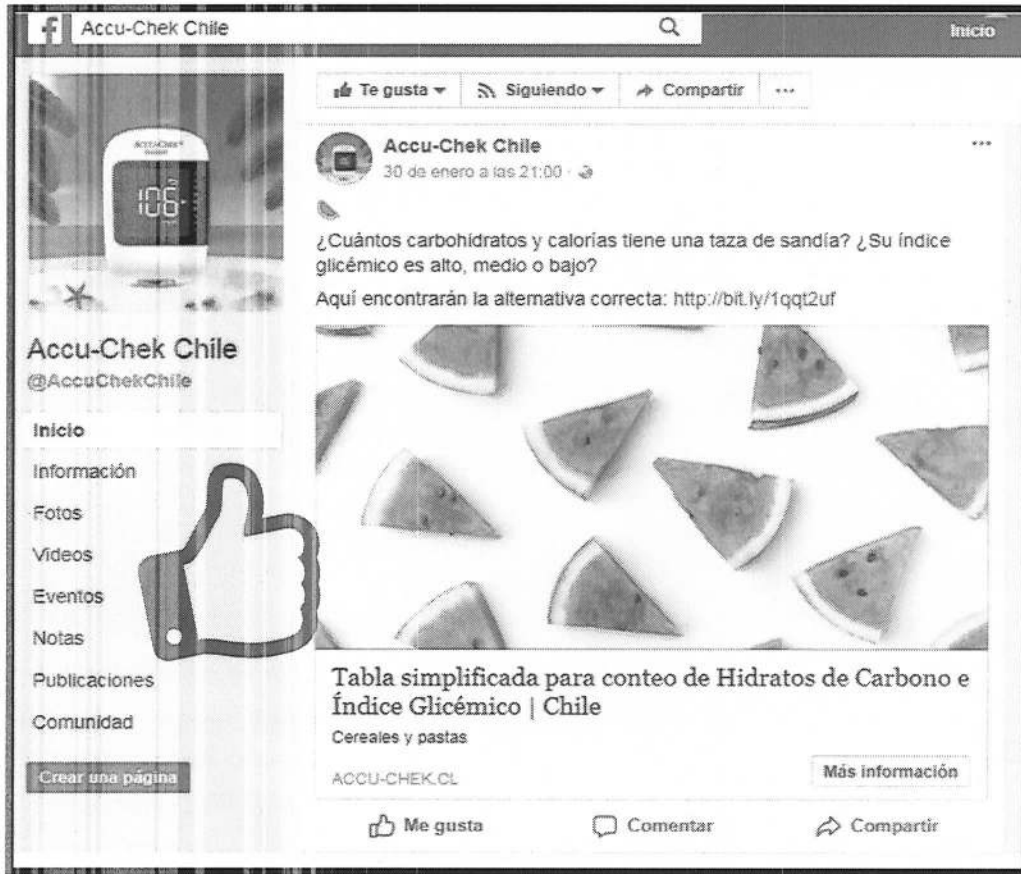 Accu-Chek Chile
Inicio
Te gusta
Siguiendo
Compartir
ACCU-CHEK
106
Accu-Chek Chile
30 de enero a las 21:00
¿Cuántos carbohidratos y calorías tiene una taza de sandía? ¿Su índice
glicémico es alto, medio o bajo?
Aquí encontrarán la alternativa correcta: http://bit.ly/1qqt2uf
Accu-Chek Chile
@AccuChekChile
Inicio
Información
Fotos
Videos
Eventos
Notas
Publicaciones
Comunidad
Crear una página
Tabla simplificada para conteo de Hidratos de Carbono e
Índice Glicémico | Chile
Cereales y pastas
ACCU-CHEK.CL
Más información
Me gusta
Comentar
Compartir